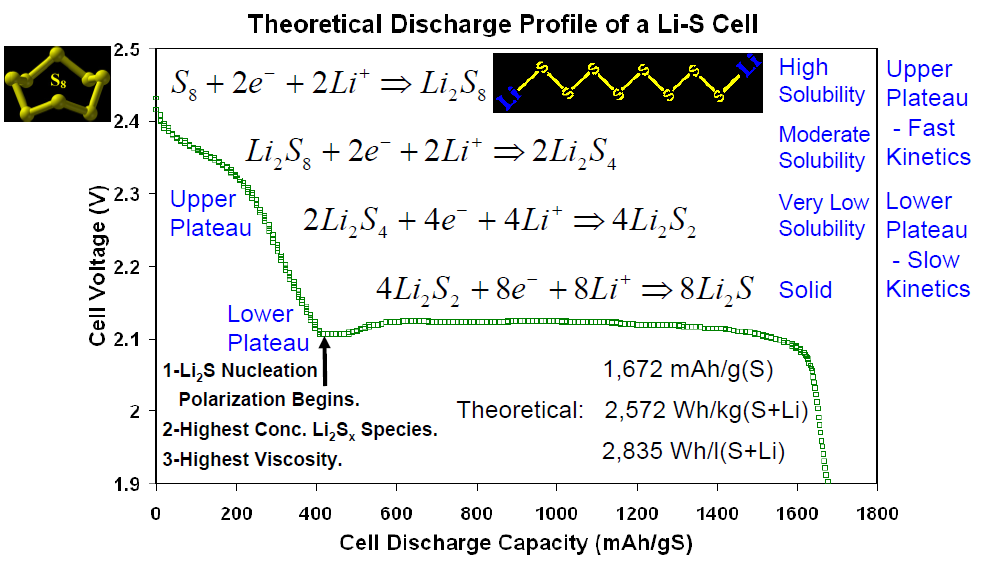 Theoretical Discharge Profile of a Li-S Cell
S₈
S₈ + 2e⁻ + 2Li⁺ ⇒ Li₂S₈
Li S S S S S S S S Li
High
Solubility
Upper
Plateau
- Fast
Kinetics
Li₂S₈ + 2e⁻ + 2Li⁺ ⇒ 2Li₂S₄
Moderate
Solubility
Upper
Plateau
2Li₂S₄ + 4e⁻ + 4Li⁺ ⇒ 4Li₂S₂
Very Low
Solubility
Lower
Plateau
- Slow
Kinetics
4Li₂S₂ + 8e⁻ + 8Li⁺ ⇒ 8Li₂S
Solid
Lower
Plateau
1-Li₂S Nucleation
Polarization Begins.
2-Highest Conc. Li₂Sₓ Species.
3-Highest Viscosity.
1,672 mAh/g(S)
Theoretical: 2,572 Wh/kg(S+Li)
2,835 Wh/l(S+Li)
Cell Voltage (V)
2.5
2.4
2.3
2.2
2.1
2
1.9
0 200 400 600 800 1000 1200 1400 1600 1800
Cell Discharge Capacity (mAh/gS)